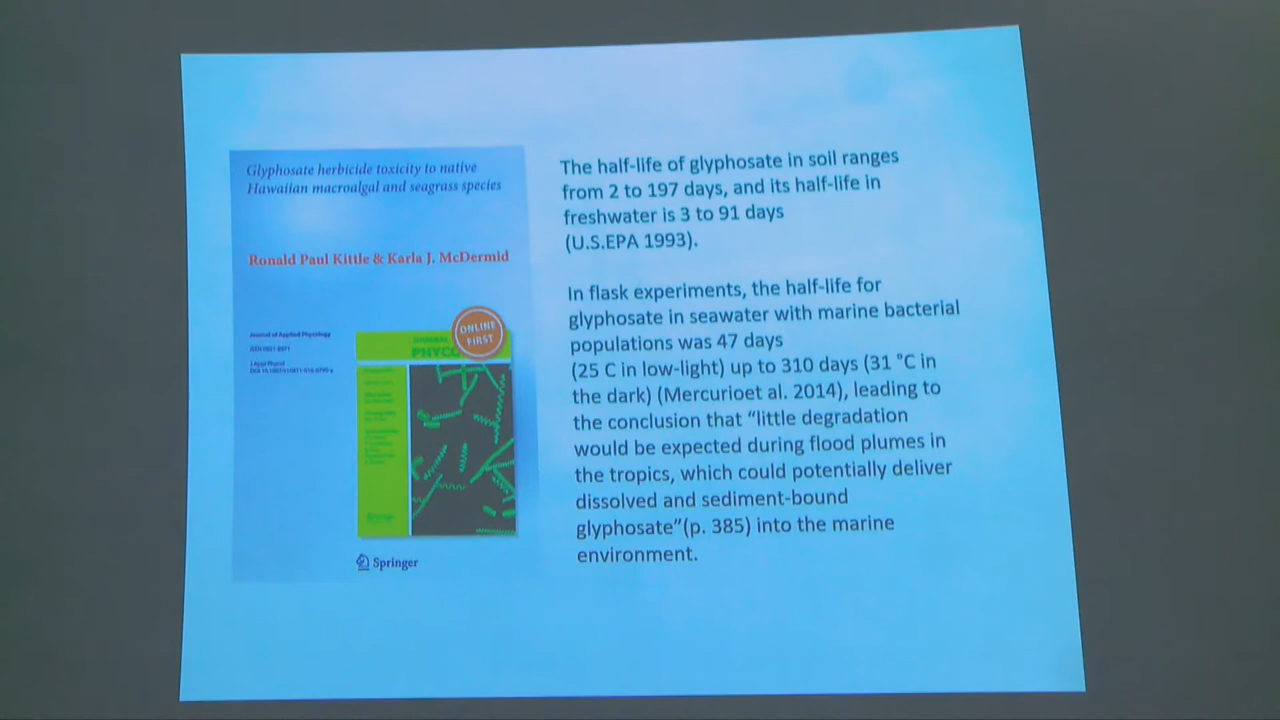 Glyphosate herbicide toxicity to native
Hawaiian macroalgal and seagrass species
Ronald Paul Kittle & Karla J. McDermid
Journal of Applied Phycology
ONLINE
FIRST
PHYCO
Springer
The half-life of glyphosate in soil ranges
from 2 to 197 days, and its half-life in
freshwater is 3 to 91 days
(U.S.EPA 1993).
In flask experiments, the half-life for
glyphosate in seawater with marine bacterial
populations was 47 days
(25 C in low-light) up to 310 days (31 °C in
the dark) (Mercurioet al. 2014), leading to
the conclusion that “little degradation
would be expected during flood plumes in
the tropics, which could potentially deliver
dissolved and sediment-bound
glyphosate”(p. 385) into the marine
environment.